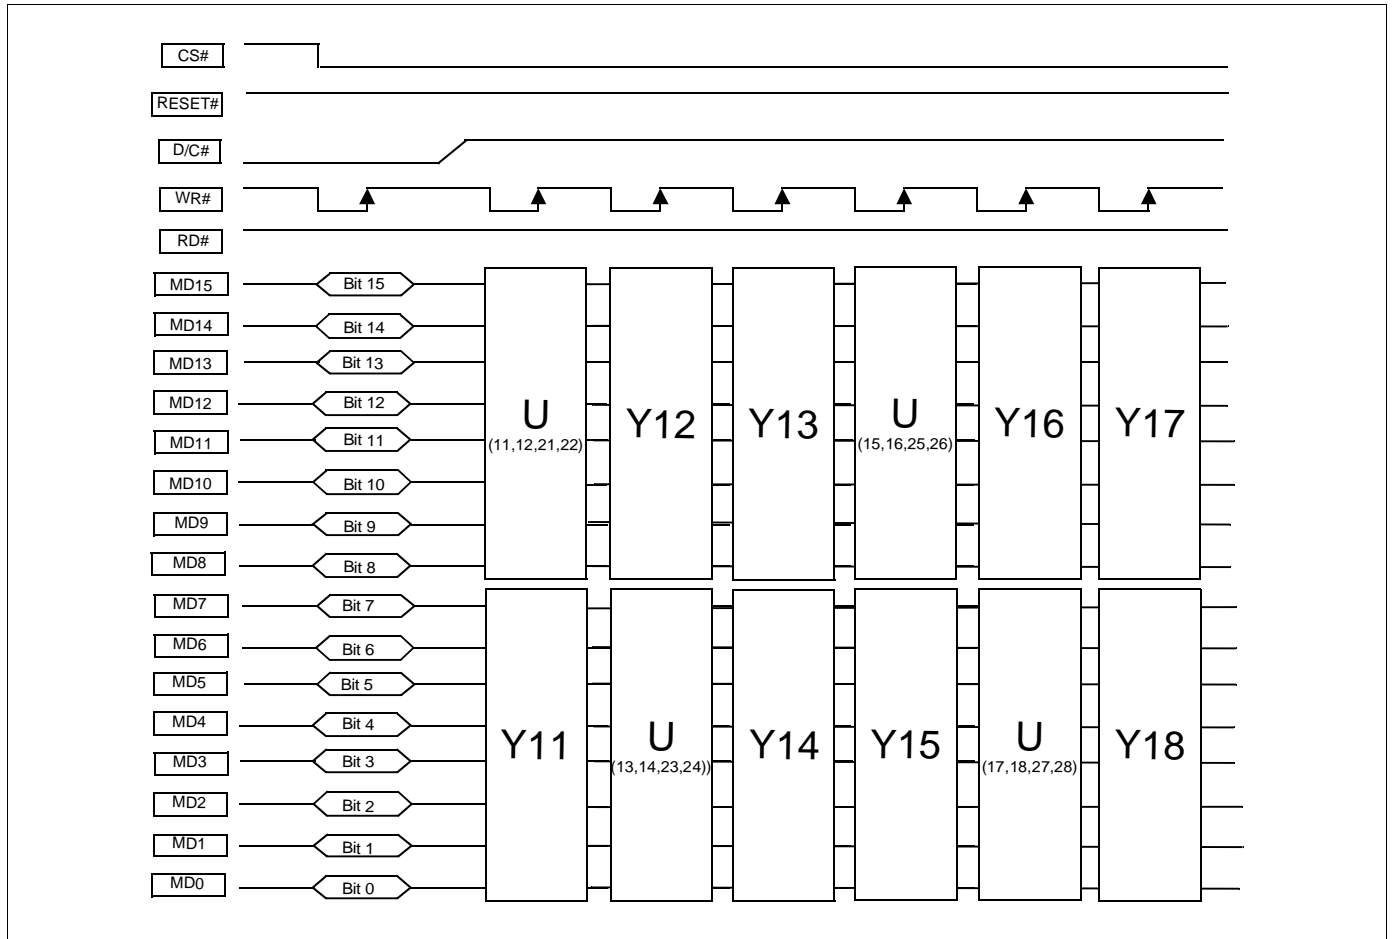 CS#
RESET#
D/C#
WR#
RD#
MD15 Bit 15
MD14 Bit 14
MD13 Bit 13
MD12 Bit 12
MD11 Bit 11
MD10 Bit 10
MD9 Bit 9
MD8 Bit 8
U Y12 Y13 U Y16 Y17
(11,12,21,22) (15,16,25,26)
MD7 Bit 7
MD6 Bit 6
MD5 Bit 5
MD4 Bit 4
MD3 Bit 3
MD2 Bit 2
MD1 Bit 1
MD0 Bit 0
Y11 U Y14 Y15 U Y18
(13,14,23,24)) (17,18,27,28)